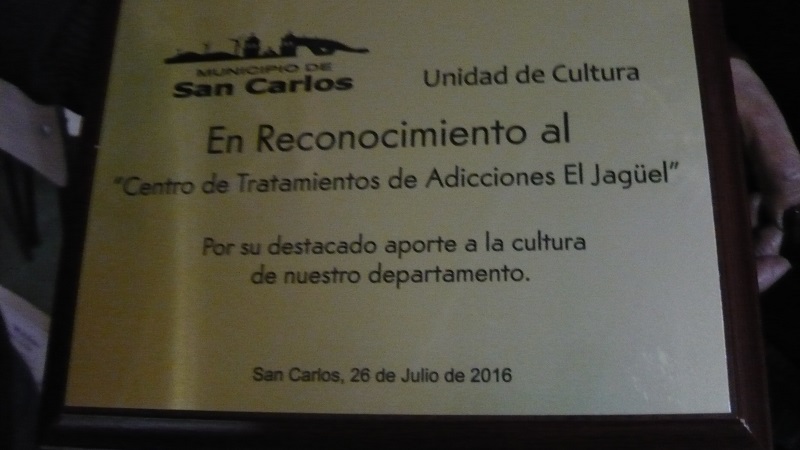 MUNICIPIO DE
San Carlos
Unidad de Cultura
En Reconocimiento al
"Centro de Tratamientos de Adicciones El Jagüel"
Por su destacado aporte a la cultura
de nuestro departamento.
San Carlos, 26 de Julio de 2016